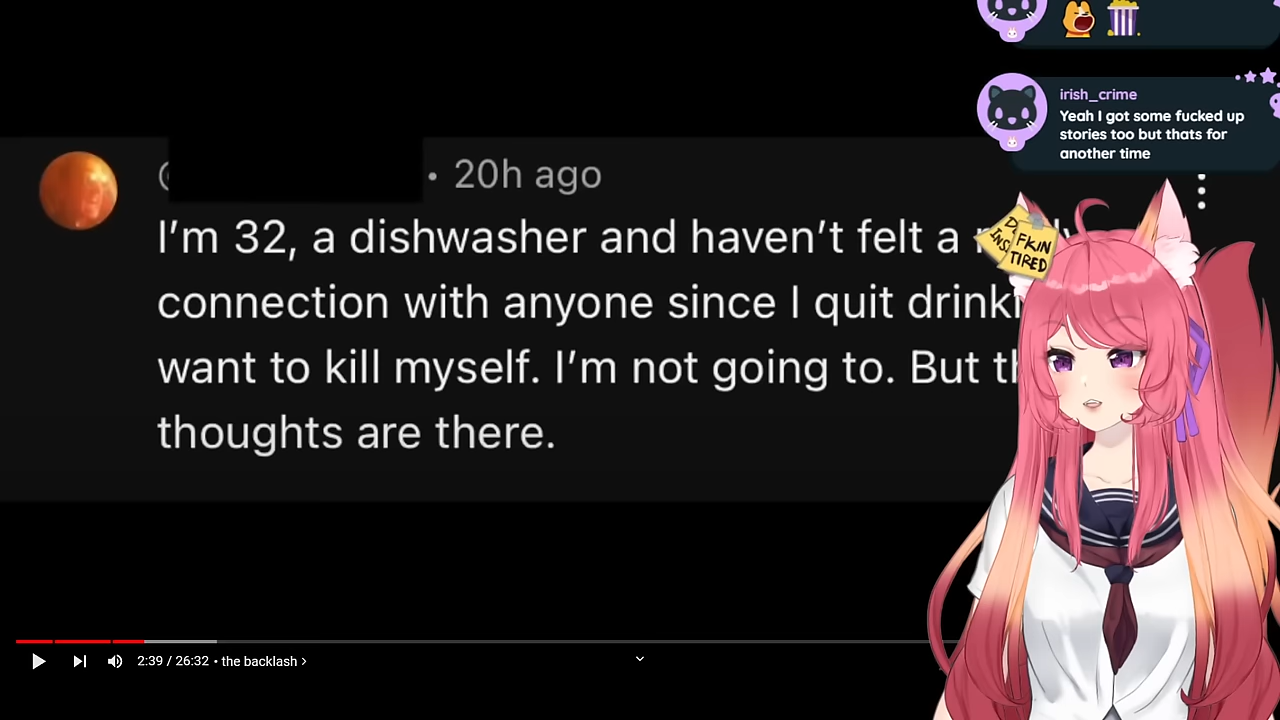 irish_crime
Yeah I got some fucked up
stories too but thats for
another time
• 20h ago
I’m 32, a dishwasher and haven’t felt a
connection with anyone since I quit
want to kill myself. I’m not going to. But
thoughts are there.
FKIN
TIRED
2:39 / 26:32 • the backlash ›